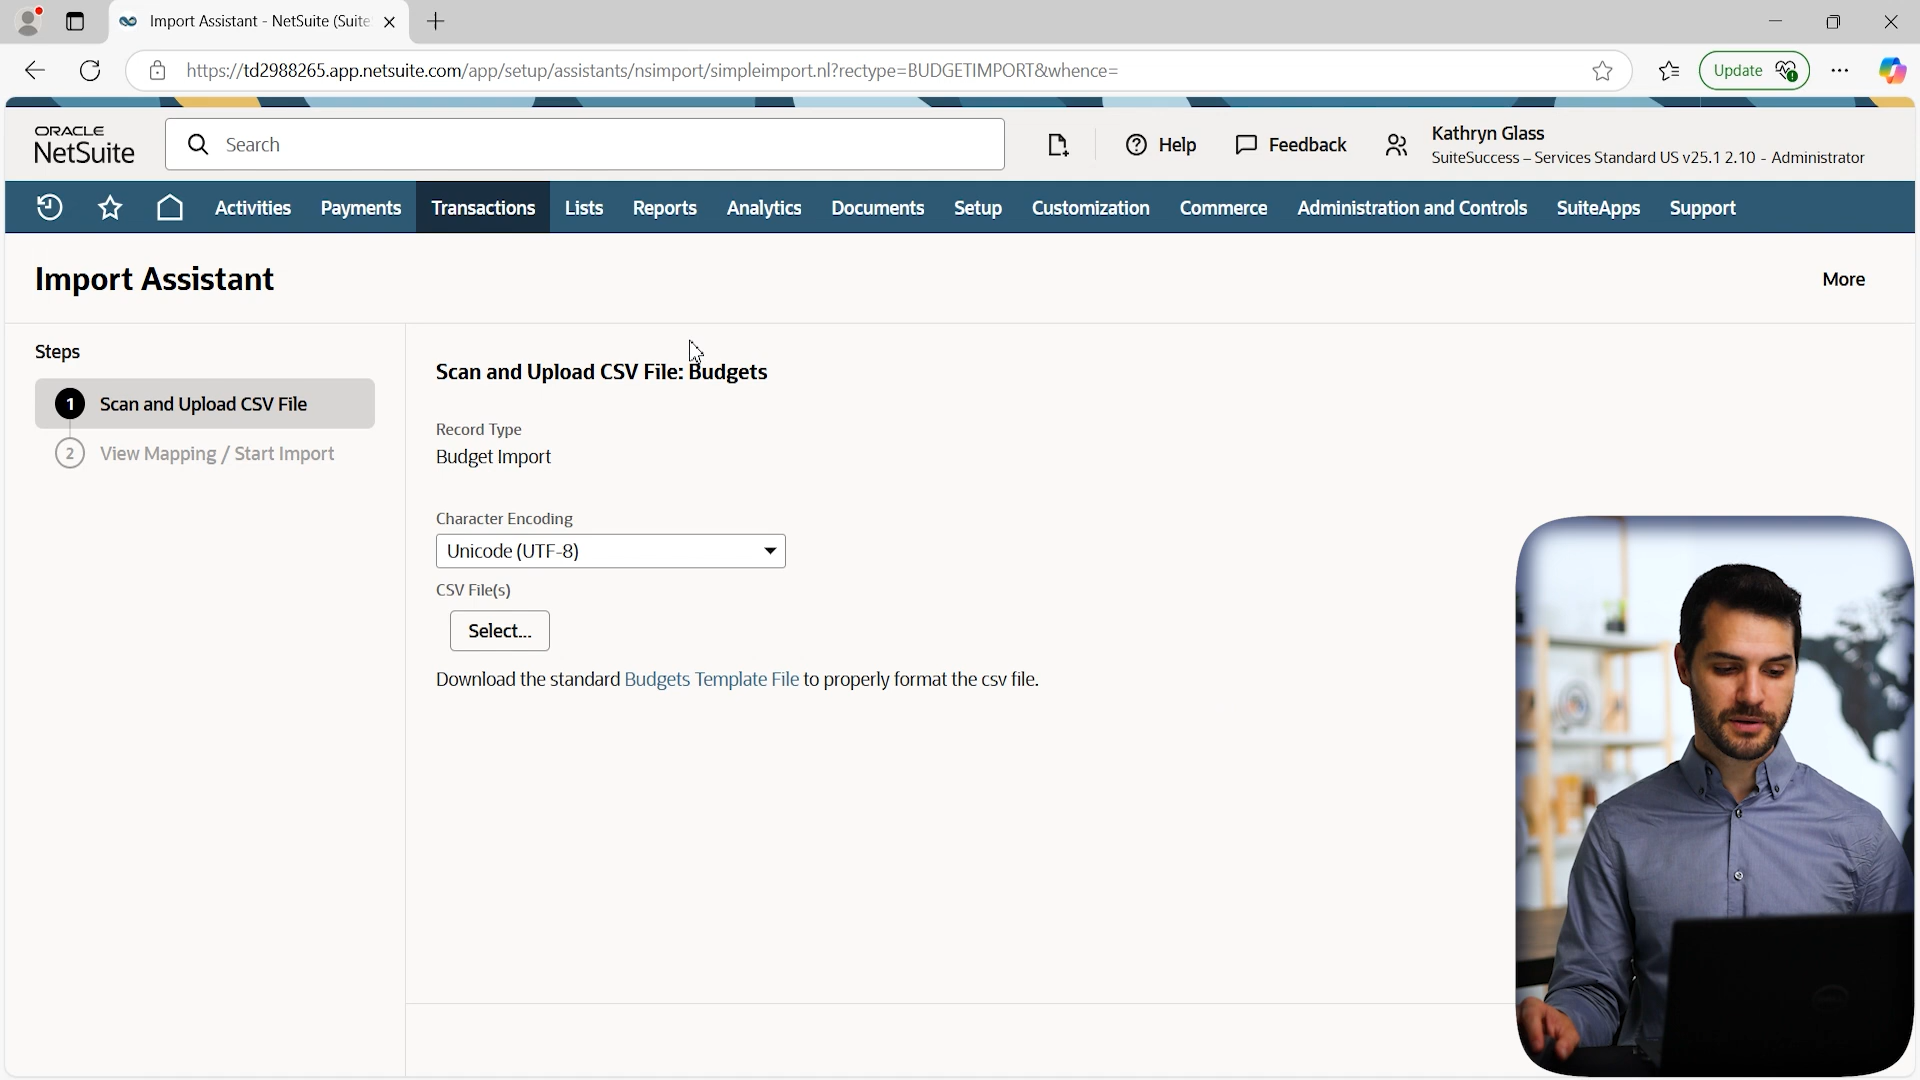 Import Assistant - NetSuite (Suite
https://td2988265.app.netsuite.com/app/setup/assistants/nsimport/simpleimport.nl?rectype=BUDGETIMPORT&whence=
Update
ORACLE
NetSuite
Search
Help
Feedback
Kathryn Glass
SuiteSuccess – Services Standard US v25.1 2.10 - Administrator
Activities
Payments
Transactions
Lists
Reports
Analytics
Documents
Setup
Customization
Commerce
Administration and Controls
SuiteApps
Support
Import Assistant
More
Steps
1 Scan and Upload CSV File
2 View Mapping / Start Import
Scan and Upload CSV File: Budgets
Record Type
Budget Import
Character Encoding
Unicode (UTF-8)
CSV File(s)
Select...
Download the standard Budgets Template File to properly format the csv file.